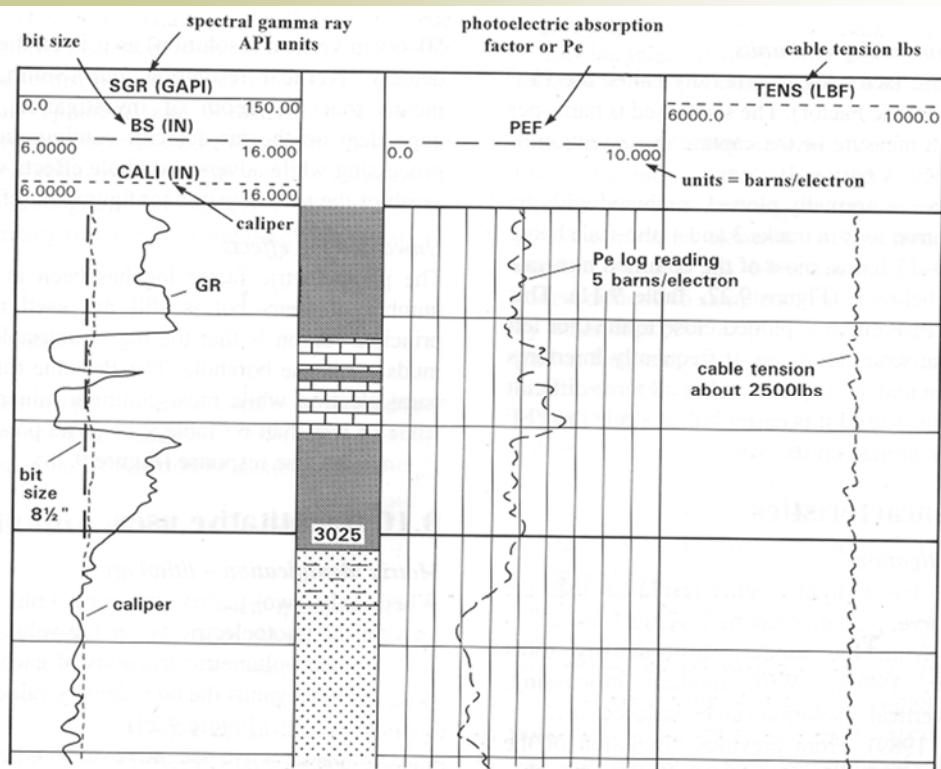 spectral gamma ray
API units
bit size
photoelectric absorption
factor or Pe
cable tension lbs
SGR (GAPI)
0.0 150.00
BS (IN)
6.0000 16.000
CALI (IN)
6.0000 16.000
PEF
0.0 10.000
TENS (LBF)
6000.0 1000.0
units = barns/electron
caliper
GR
Pe log reading
5 barns/electron
cable tension
about 2500lbs
bit
size
8½"
3025
caliper